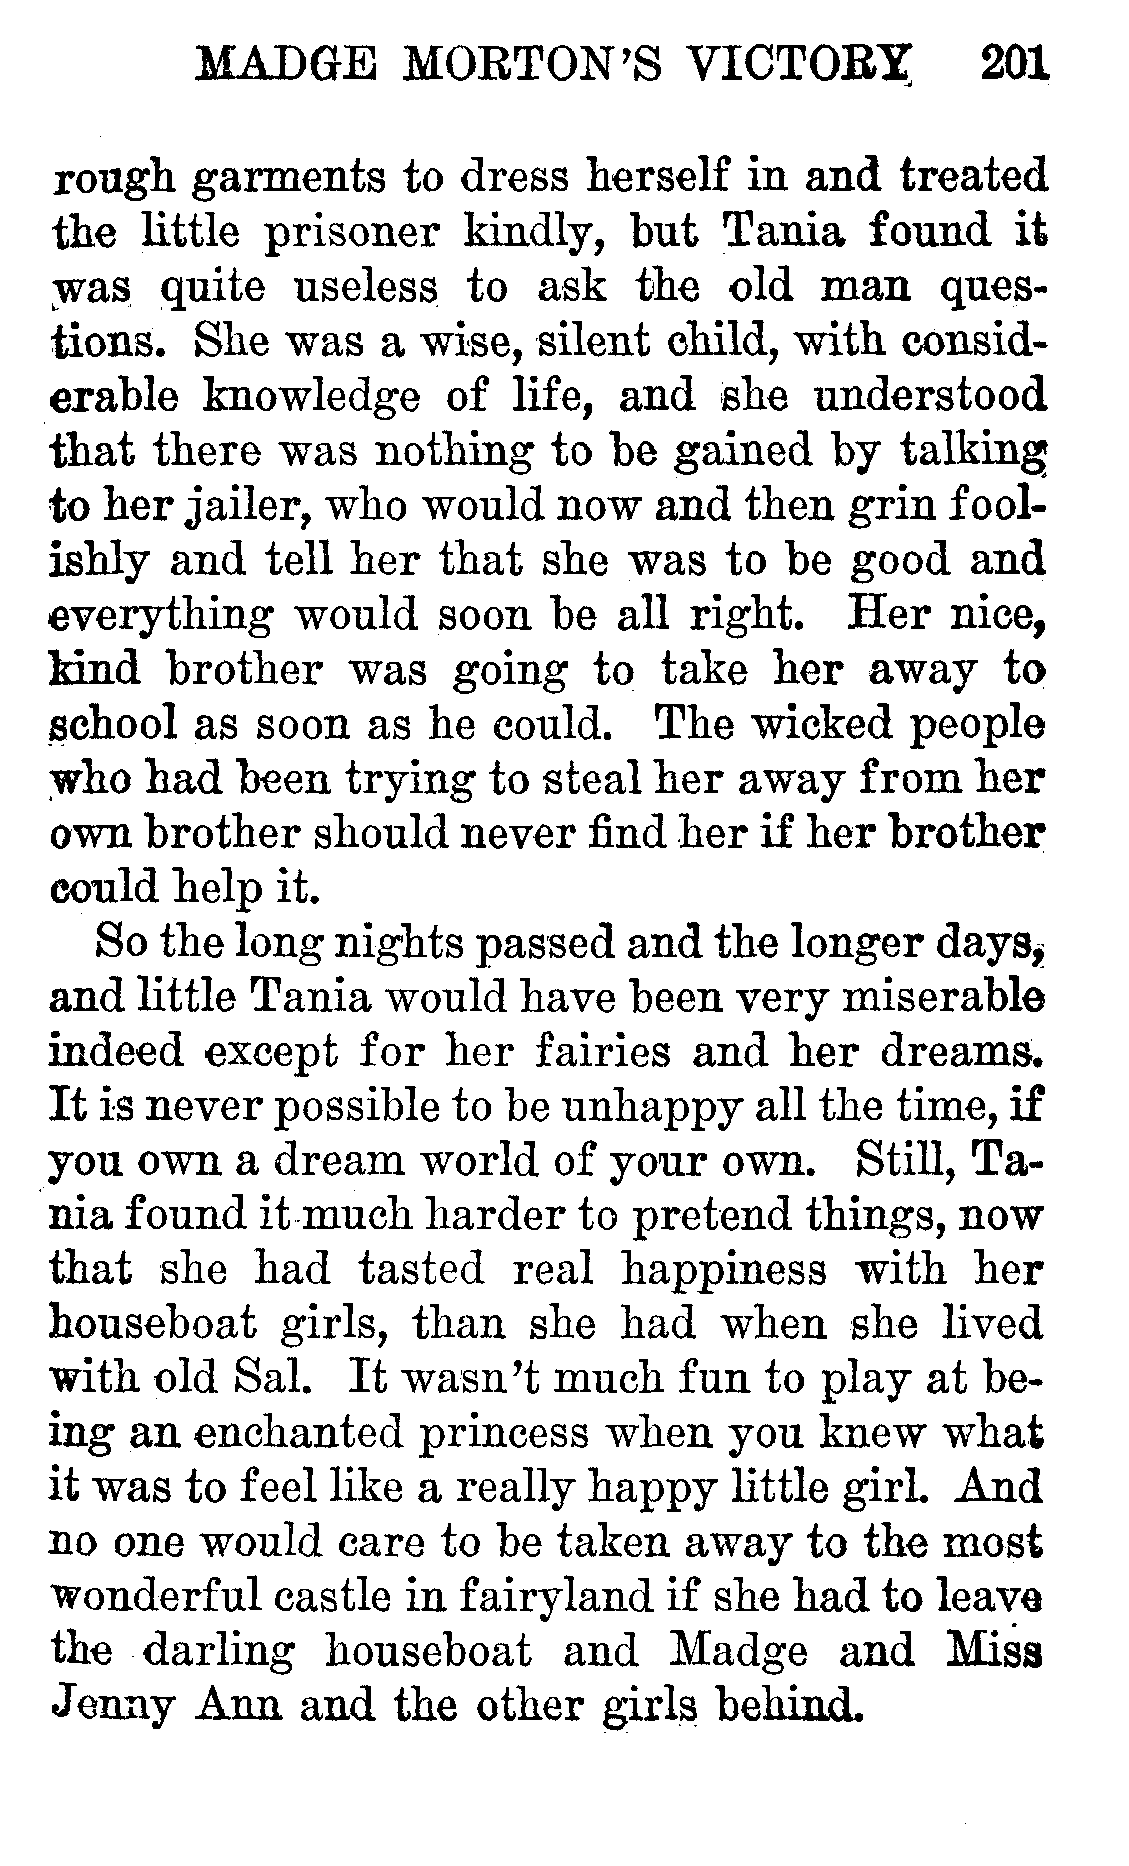 MADGE MORTON'S VICTORY 201
rough garments to dress herself in and treated
the little prisoner kindly, but Tania found it
was quite useless to ask the old man ques-
tions. She was a wise, silent child, with consid-
erable knowledge of life, and she understood
that there was nothing to be gained by talking
to her jailer, who would now and then grin fool-
ishly and tell her that she was to be good and
everything would soon be all right. Her nice,
kind brother was going to take her away to
school as soon as he could. The wicked people
who had been trying to steal her away from her
own brother should never find her if her brother
could help it.
So the long nights passed and the longer days,
and little Tania would have been very miserable
indeed except for her fairies and her dreams.
It is never possible to be unhappy all the time, if
you own a dream world of your own. Still, Ta-
nia found it much harder to pretend things, now
that she had tasted real happiness with her
houseboat girls, than she had when she lived
with old Sal. It wasn't much fun to play at be-
ing an enchanted princess when you knew what
it was to feel like a really happy little girl. And
no one would care to be taken away to the most
wonderful castle in fairyland if she had to leave
the darling houseboat and Madge and Miss
Jenny Ann and the other girls behind.